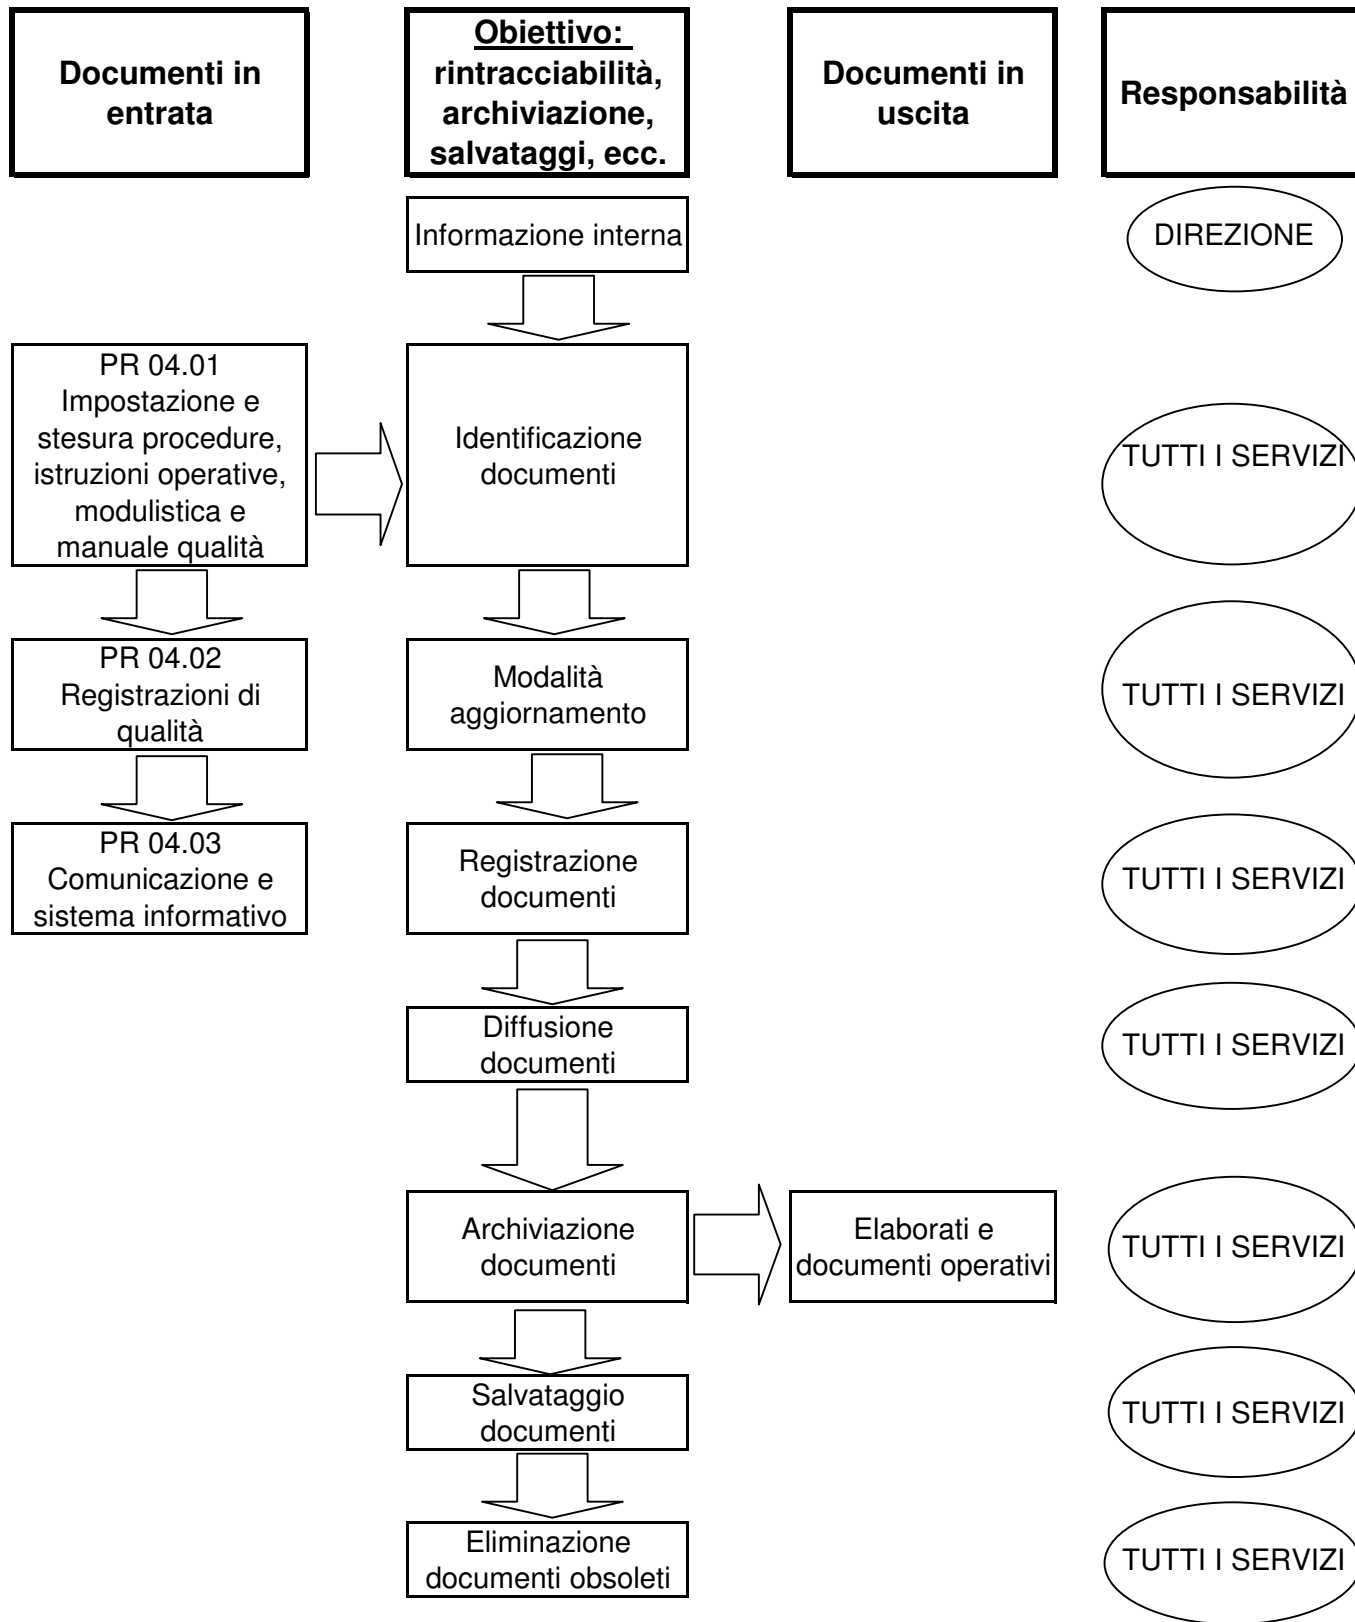 Documenti in
entrata
Obiettivo:
rintracciabilità,
archiviazione,
salvataggi, ecc.
Documenti in
uscita
Responsabilità
Informazione interna
DIREZIONE
PR 04.01
Impostazione e
stesura procedure,
istruzioni operative,
modulistica e
manuale qualità
Identificazione
documenti
TUTTI I SERVIZI
PR 04.02
Registrazioni di
qualità
Modalità
aggiornamento
TUTTI I SERVIZI
PR 04.03
Comunicazione e
sistema informativo
Registrazione
documenti
TUTTI I SERVIZI
Diffusione
documenti
TUTTI I SERVIZI
Archiviazione
documenti
Elaborati e
documenti operativi
TUTTI I SERVIZI
Salvataggio
documenti
TUTTI I SERVIZI
Eliminazione
documenti obsoleti
TUTTI I SERVIZI